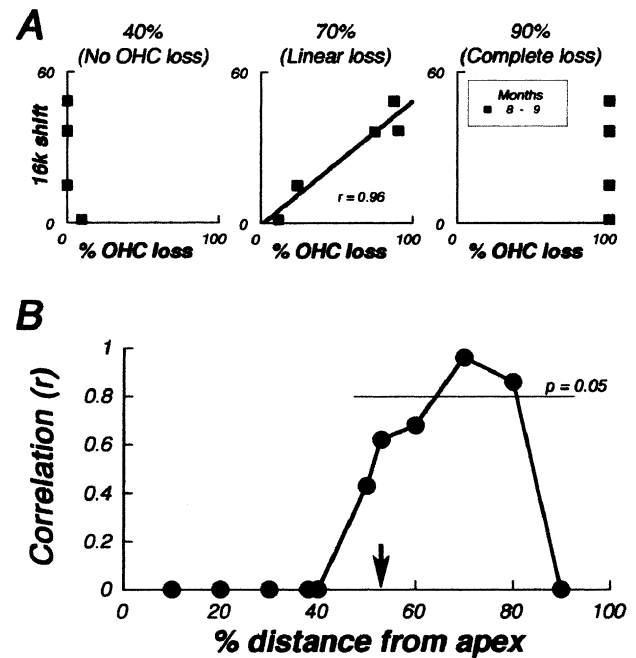 A
40%
(No OHC loss)
70%
(Linear loss)
90%
(Complete loss)
60
60
60
16k shift
r = 0.96
Months
8 - 9
0
0
0
0
100
0
100
0
100
% OHC loss
% OHC loss
% OHC loss
B
Correlation (r)
1
0.8
0.6
0.4
0.2
0
p = 0.05
0
20
40
60
80
100
% distance from apex